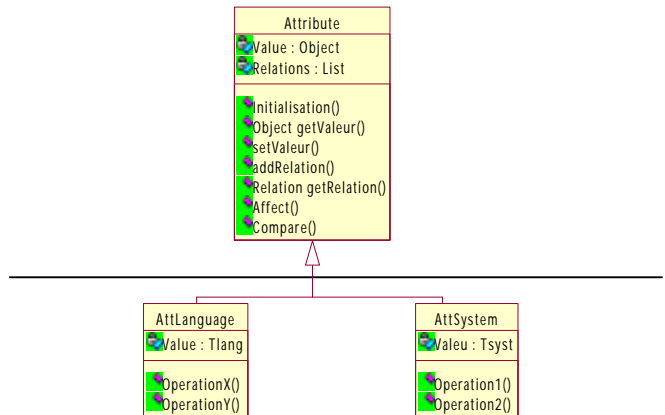 Attribute
Value : Object
Relations : List
Initialisation()
Object getValeur()
setValeur()
addRelation()
Relation getRelation()
Affect()
Compare()
AttLanguage
Value : Tlang
OperationX()
OperationY()
AttSystem
Valeu : Tsyst
Operation1()
Operation2()